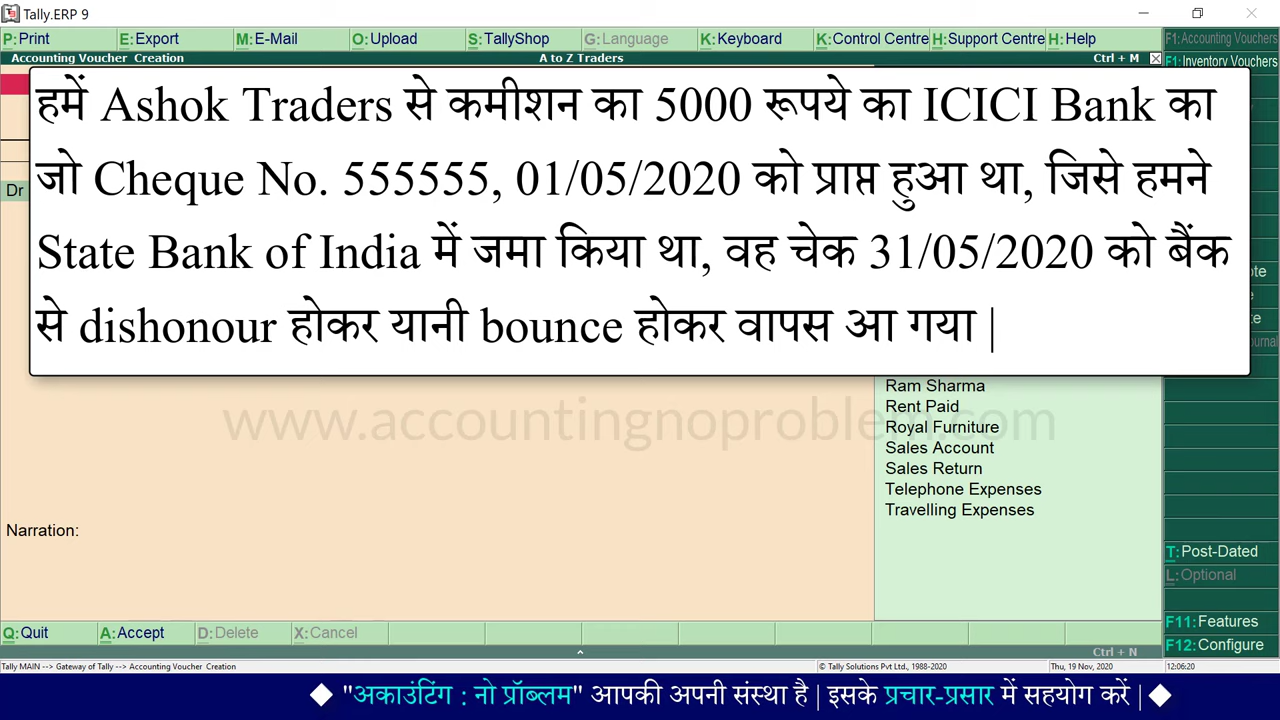 Tally.ERP 9
P: Print E: Export M: E-Mail O: Upload S: TallyShop G: Language K: Keyboard K: Control Centre H: Support Centre H: Help F1: Accounting Vouchers
Accounting Voucher Creation A to Z Traders Ctrl + M F1: Inventory Vouchers
हमें Ashok Traders से कमीशन का 5000 रूपये का ICICI Bank का
जो Cheque No. 555555, 01/05/2020 को प्राप्त हुआ था, जिसे हमने
Dr
State Bank of India में जमा किया था, वह चेक 31/05/2020 को बैंक
से dishonour होकर यानी bounce होकर वापस आ गया |
Ram Sharma
Rent Paid
www.accountingnoproblem.com
Royal Furniture
Sales Account
Sales Return
Telephone Expenses
Travelling Expenses
Narration:
T: Post-Dated
L: Optional
F11: Features
Q: Quit A: Accept D: Delete X: Cancel F12: Configure
Ctrl + N
Tally MAIN --> Gateway of Tally --> Accounting Voucher Creation © Tally Solutions Pvt Ltd., 1988-2020 Thu, 19 Nov, 2020 12:06:20
◆ "अकाउंटिंग : नो प्रॉब्लम" आपकी अपनी संस्था है | इसके प्रचार-प्रसार में सहयोग करें | ◆